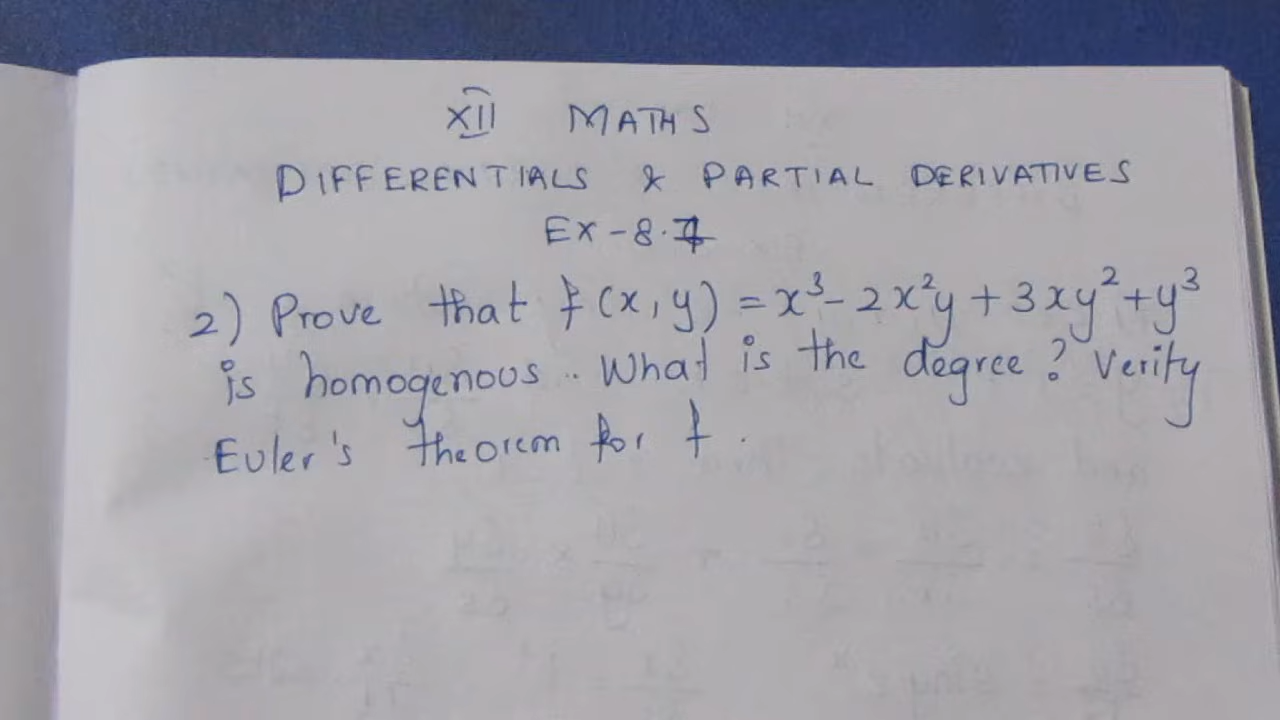 XII MATHS
DIFFERENTIALS & PARTIAL DERIVATIVES
EX - 8.7
2) Prove that f(x,y) = x³ - 2x²y + 3xy² + y³
is homogenous.. What is the degree? Verify
Euler's theorem for f.